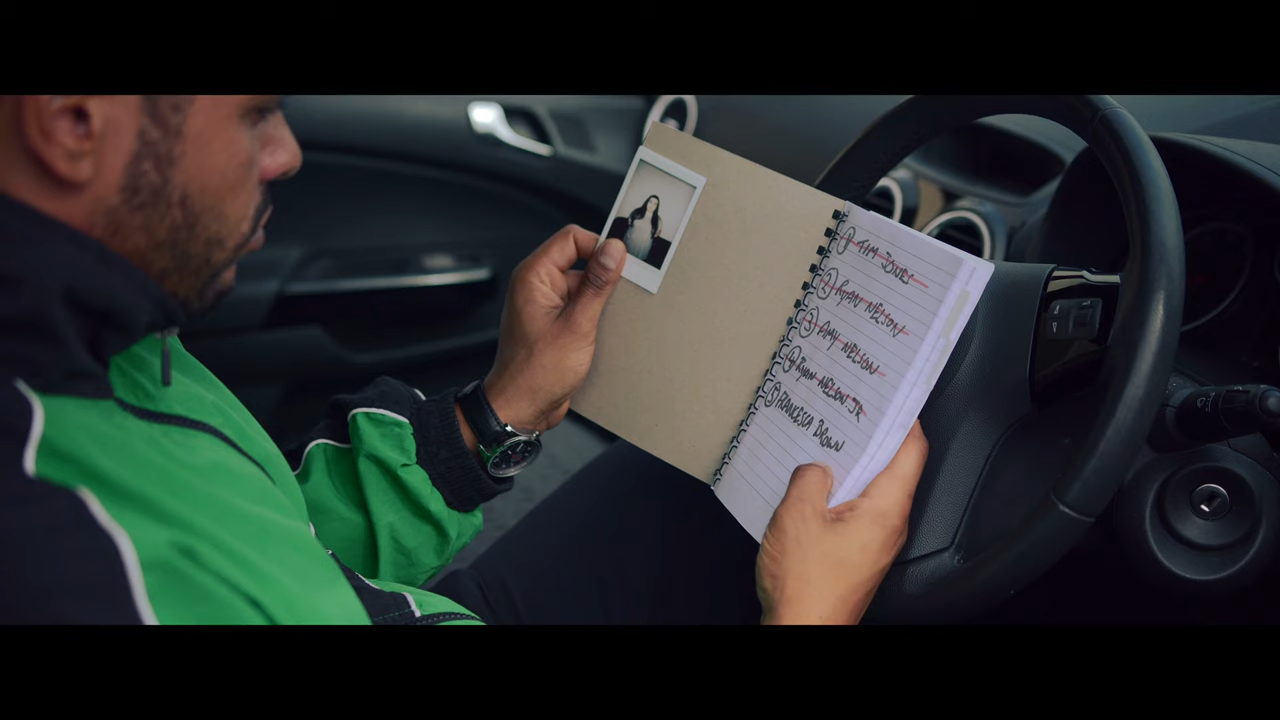 ① TIM JONES
② RYAN NELSON
③ AMY NELSON
④ RYAN NELSON JR
⑤ FRANCESCA BROWN